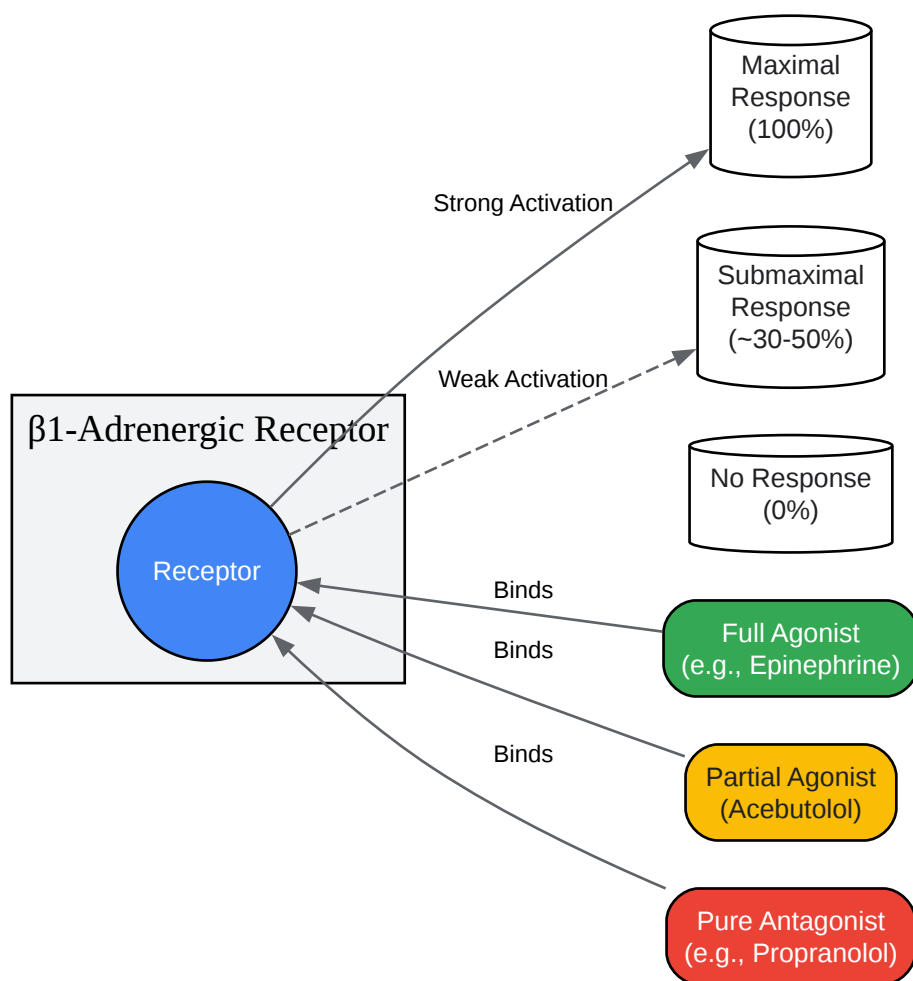 Maximal
Response
(100%)
Strong Activation
Submaximal
Response
(~30-50%)
Weak Activation
β1-Adrenergic Receptor
No Response
(0%)
Receptor
Binds
Full Agonist
(e.g., Epinephrine)
Binds
Binds
Partial Agonist
(Acebutolol)
Pure Antagonist
(e.g., Propranolol)